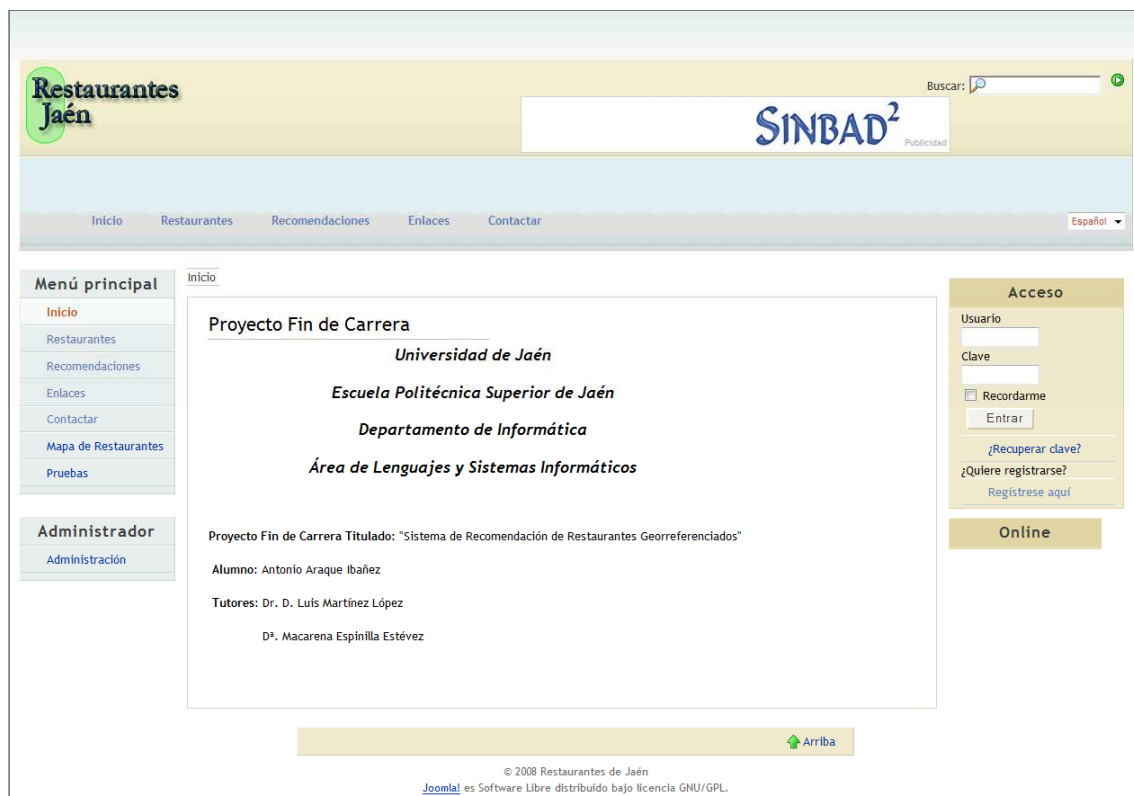 Restaurantes
Jaén
Buscar:
SINBAD²
Publicidad
Inicio Restaurantes Recomendaciones Enlaces Contactar
Español
Menú principal
Inicio
Restaurantes
Recomendaciones
Enlaces
Contactar
Mapa de Restaurantes
Pruebas
Administrador
Administración
Inicio
Proyecto Fin de Carrera
Universidad de Jaén
Escuela Politécnica Superior de Jaén
Departamento de Informática
Área de Lenguajes y Sistemas Informáticos
Proyecto Fin de Carrera Titulado: "Sistema de Recomendación de Restaurantes Georreferenciados"
Alumno: Antonio Araque Ibañez
Tutores: Dr. D. Luis Martínez López
Dª. Macarena Espinilla Estévez
Acceso
Usuario
Clave
Recordarme
Entrar
¿Recuperar clave?
¿Quiere registrarse?
Regístrese aquí
Online
Arriba
© 2008 Restaurantes de Jaén
Joomla! es Software Libre distribuido bajo licencia GNU/GPL.